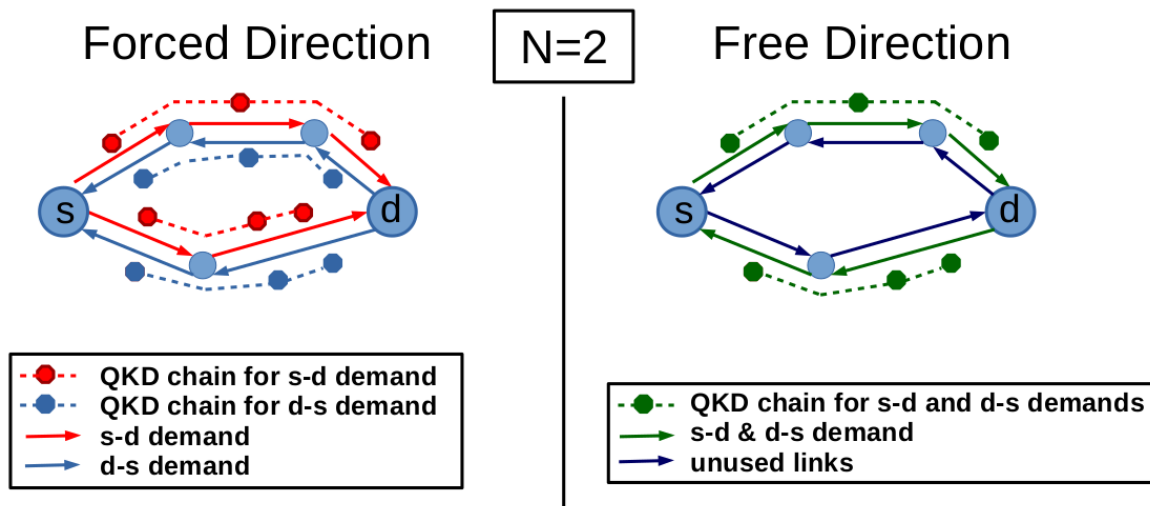 Forced Direction
N=2
Free Direction
s
d
s
d
QKD chain for s-d demand
QKD chain for d-s demand
s-d demand
d-s demand
QKD chain for s-d and d-s demands
s-d & d-s demand
unused links